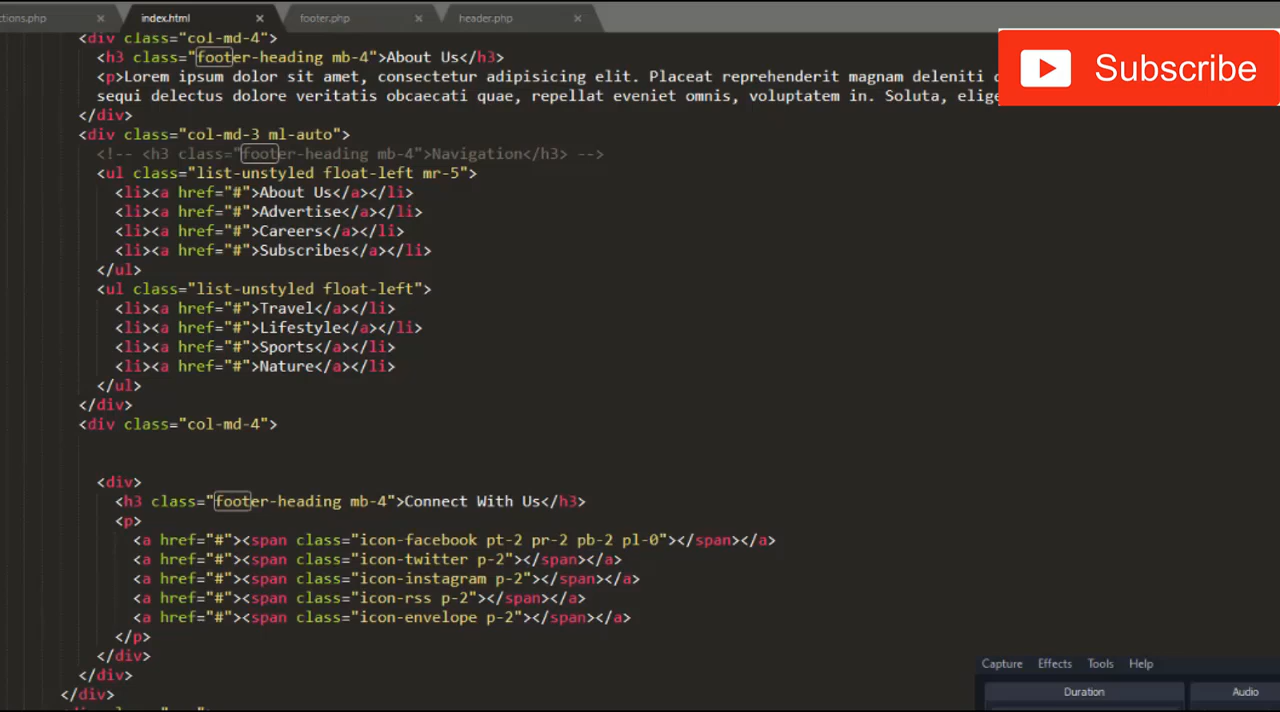 ctions.php × index.html × footer.php × header.php ×
<div class="col-md-4">
<h3 class="footer-heading mb-4">About Us</h3>
<p>Lorem ipsum dolor sit amet, consectetur adipisicing elit. Placeat reprehenderit magnam deleniti
sequi delectus dolore veritatis obcaecati quae, repellat eveniet omnis, voluptatem in. Soluta, elige
</div>
<div class="col-md-3 ml-auto">
<!-- <h3 class="footer-heading mb-4">Navigation</h3> -->
<ul class="list-unstyled float-left mr-5">
<li><a href="#">About Us</a></li>
<li><a href="#">Advertise</a></li>
<li><a href="#">Careers</a></li>
<li><a href="#">Subscribes</a></li>
</ul>
<ul class="list-unstyled float-left">
<li><a href="#">Travel</a></li>
<li><a href="#">Lifestyle</a></li>
<li><a href="#">Sports</a></li>
<li><a href="#">Nature</a></li>
</ul>
</div>
<div class="col-md-4">
<div>
<h3 class="footer-heading mb-4">Connect With Us</h3>
<p>
<a href="#"><span class="icon-facebook pt-2 pr-2 pb-2 pl-0"></span></a>
<a href="#"><span class="icon-twitter p-2"></span></a>
<a href="#"><span class="icon-instagram p-2"></span></a>
<a href="#"><span class="icon-rss p-2"></span></a>
<a href="#"><span class="icon-envelope p-2"></span></a>
</p>
</div>
</div>
</div>
Subscribe
Capture Effects Tools Help
Duration Audio